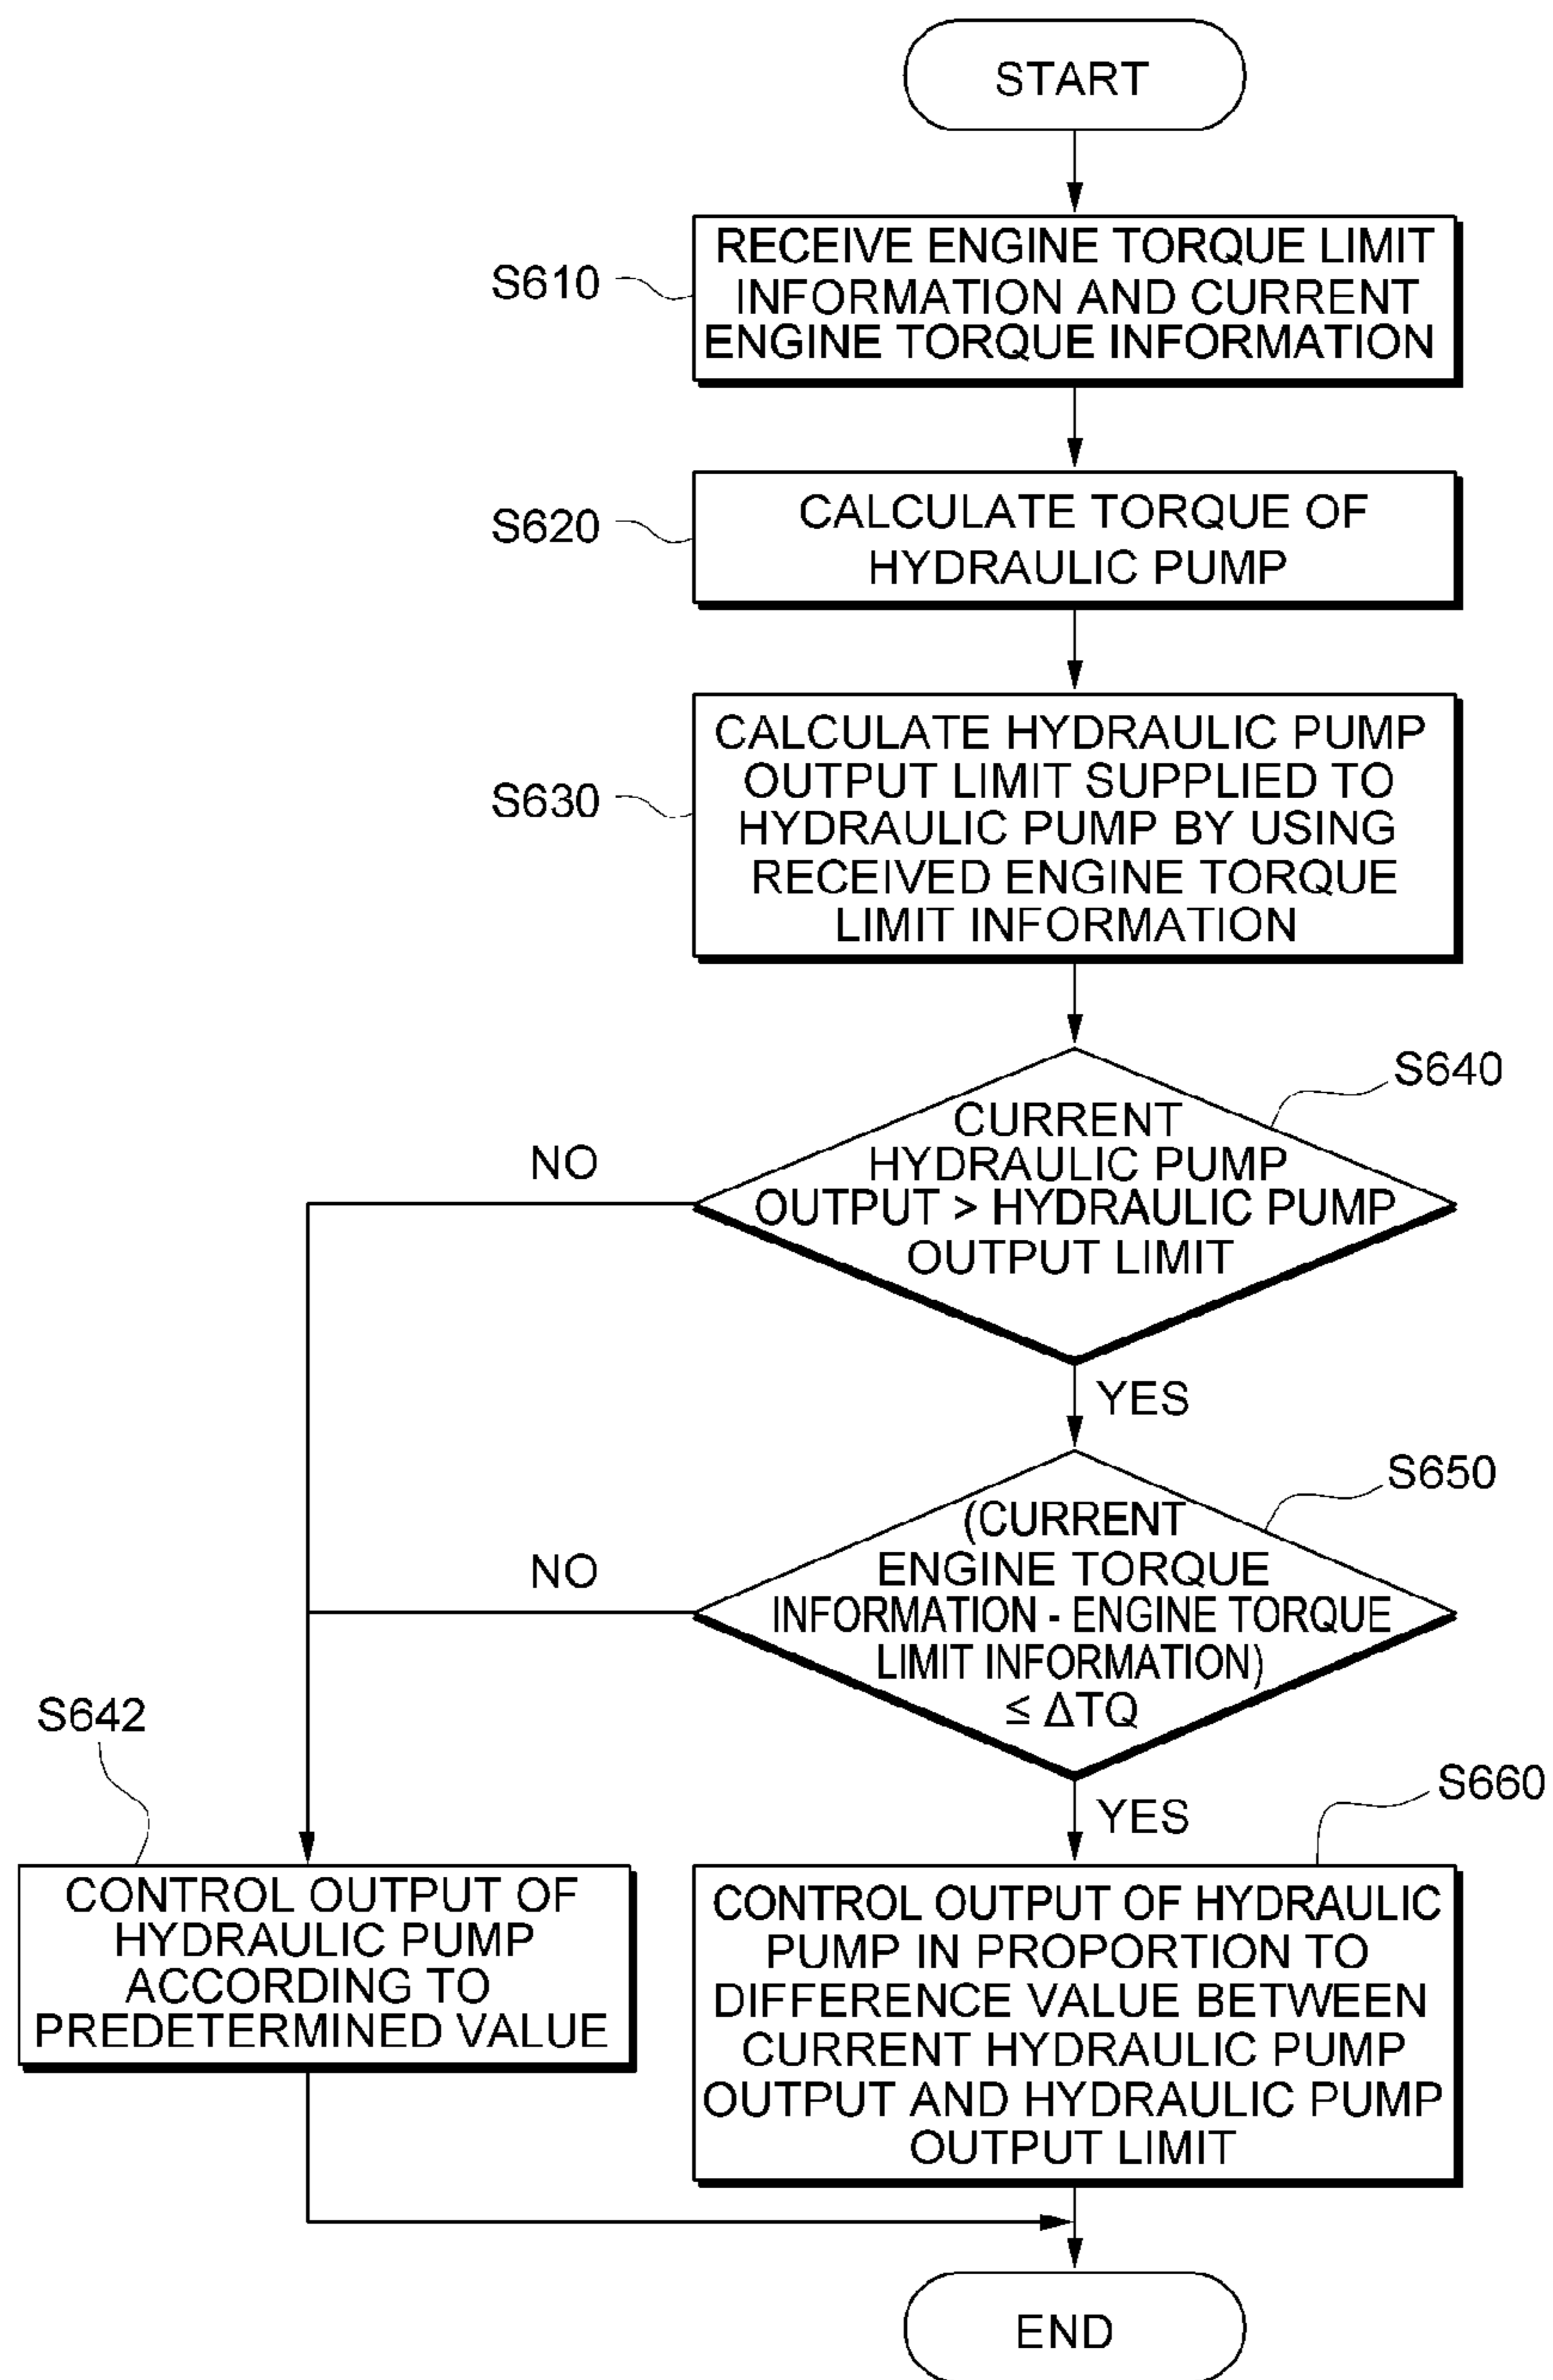 START
S610
RECEIVE ENGINE TORQUE LIMIT
INFORMATION AND CURRENT
ENGINE TORQUE INFORMATION
S620
CALCULATE TORQUE OF
HYDRAULIC PUMP
S630
CALCULATE HYDRAULIC PUMP
OUTPUT LIMIT SUPPLIED TO
HYDRAULIC PUMP BY USING
RECEIVED ENGINE TORQUE
LIMIT INFORMATION
S640
CURRENT
HYDRAULIC PUMP
OUTPUT > HYDRAULIC PUMP
OUTPUT LIMIT
NO
YES
S650
(CURRENT
ENGINE TORQUE
INFORMATION - ENGINE TORQUE
LIMIT INFORMATION)
≤ ΔTQ
NO
YES
S642
CONTROL OUTPUT OF
HYDRAULIC PUMP
ACCORDING TO
PREDETERMINED VALUE
S660
CONTROL OUTPUT OF HYDRAULIC
PUMP IN PROPORTION TO
DIFFERENCE VALUE BETWEEN
CURRENT HYDRAULIC PUMP
OUTPUT AND HYDRAULIC PUMP
OUTPUT LIMIT
END